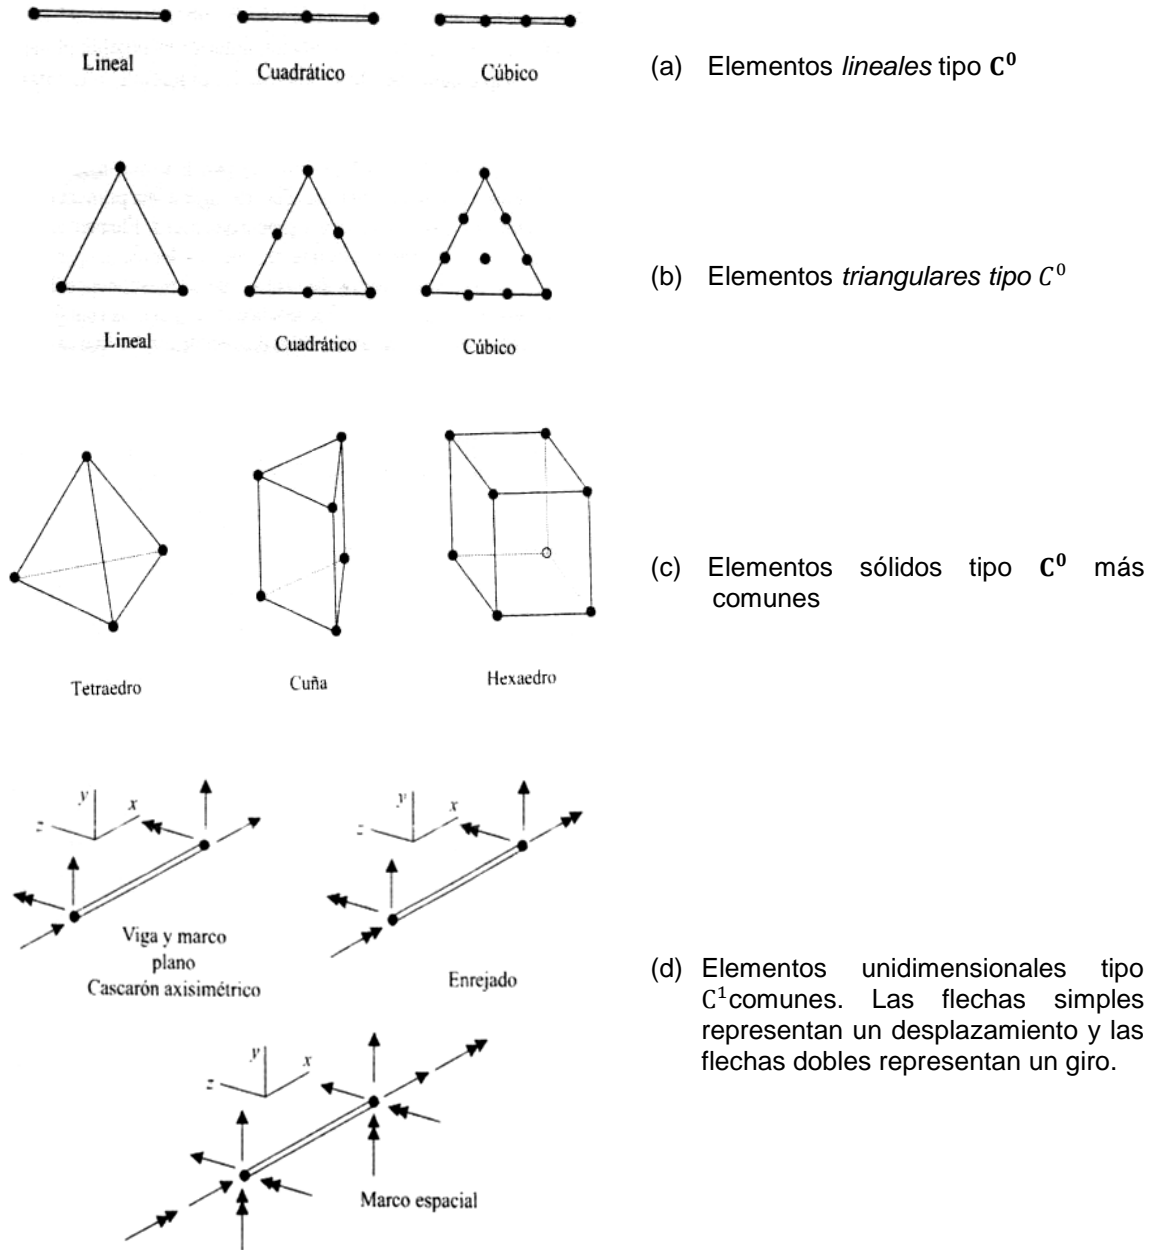 Lineal
Cuadrático
Cúbico
(a) Elementos lineales tipo C⁰
Lineal
Cuadrático
Cúbico
(b) Elementos triangulares tipo C⁰
Tetraedro
Cuña
Hexaedro
(c) Elementos sólidos tipo C⁰ más
comunes
y
x
z
Viga y marco
plano
Cascarón axisimétrico
y
x
z
Enrejado
y
x
z
Marco espacial
(d) Elementos unidimensionales tipo
C¹comunes. Las flechas simples
representan un desplazamiento y las
flechas dobles representan un giro.